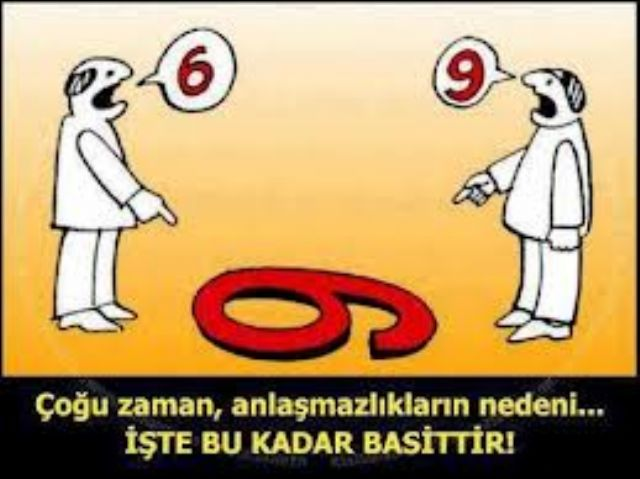 6
9
Çoğu zaman, anlaşmazlıkların nedeni...
İŞTE BU KADAR BASİTTİR!